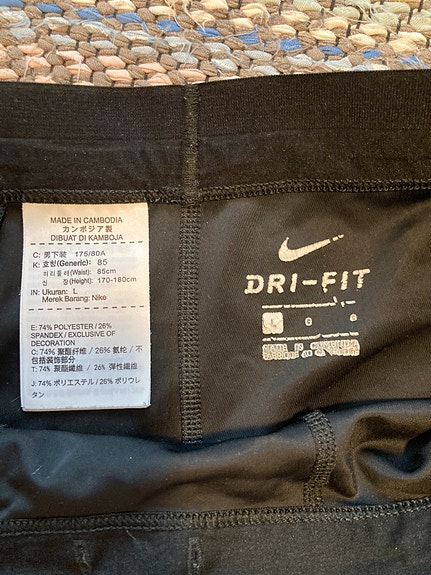 MADE IN CAMBODIA
カンボジア製
DIBUAT DI KAMBOJA
C: 男下装 175/80A
K: 호칭(Generic): 85
허리둘레(Waist): 85cm
신 장(Height): 170-180cm
IN: Ukuran: L
Merek Barang: Nike
E: 74% POLYESTER / 26%
SPANDEX / EXCLUSIVE OF
DECORATION
C: 74% 聚酯纤维 / 26% 氨纶 / 不
包括装饰部分
T: 74% 聚酯纖維 / 26% 彈性纖維
J: 74% ポリエステル / 26% ポリウレ
タン
DRI-FIT
G G
MADE IN CAMBODIA